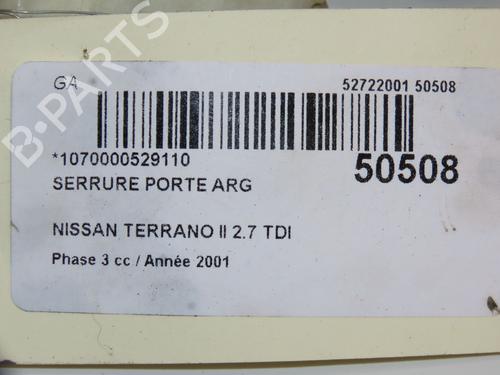 GA 52722001 50508
*1070000529110 50508
SERRURE PORTE ARG
NISSAN TERRANO II 2.7 TDI
Phase 3 cc / Année 2001
B-PARTS